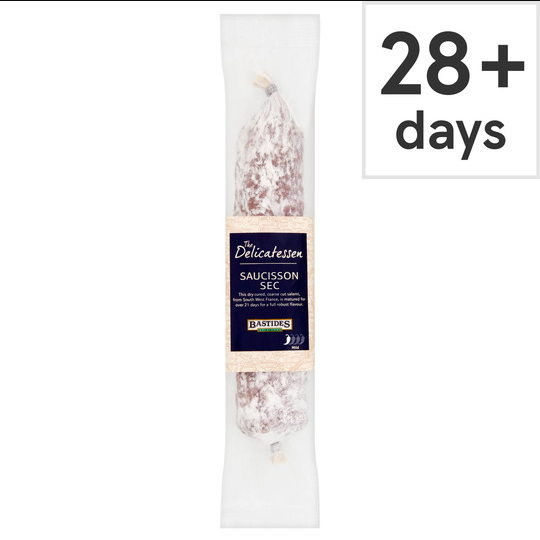 28+
days
The
Delicatessen
SAUCISSON
SEC
This dry cured, coarse cut salami,
from South West France, is matured for
over 21 days for a full robust flavour.
BASTIDES
MILD